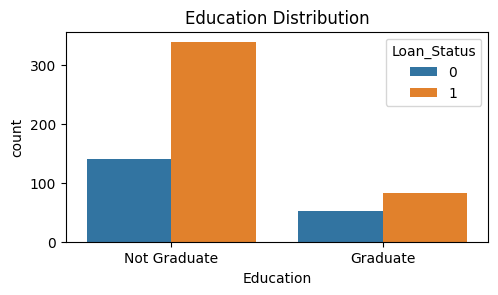 Education Distribution
Loan_Status
0
1
300
200
100
0
count
Not Graduate
Graduate
Education